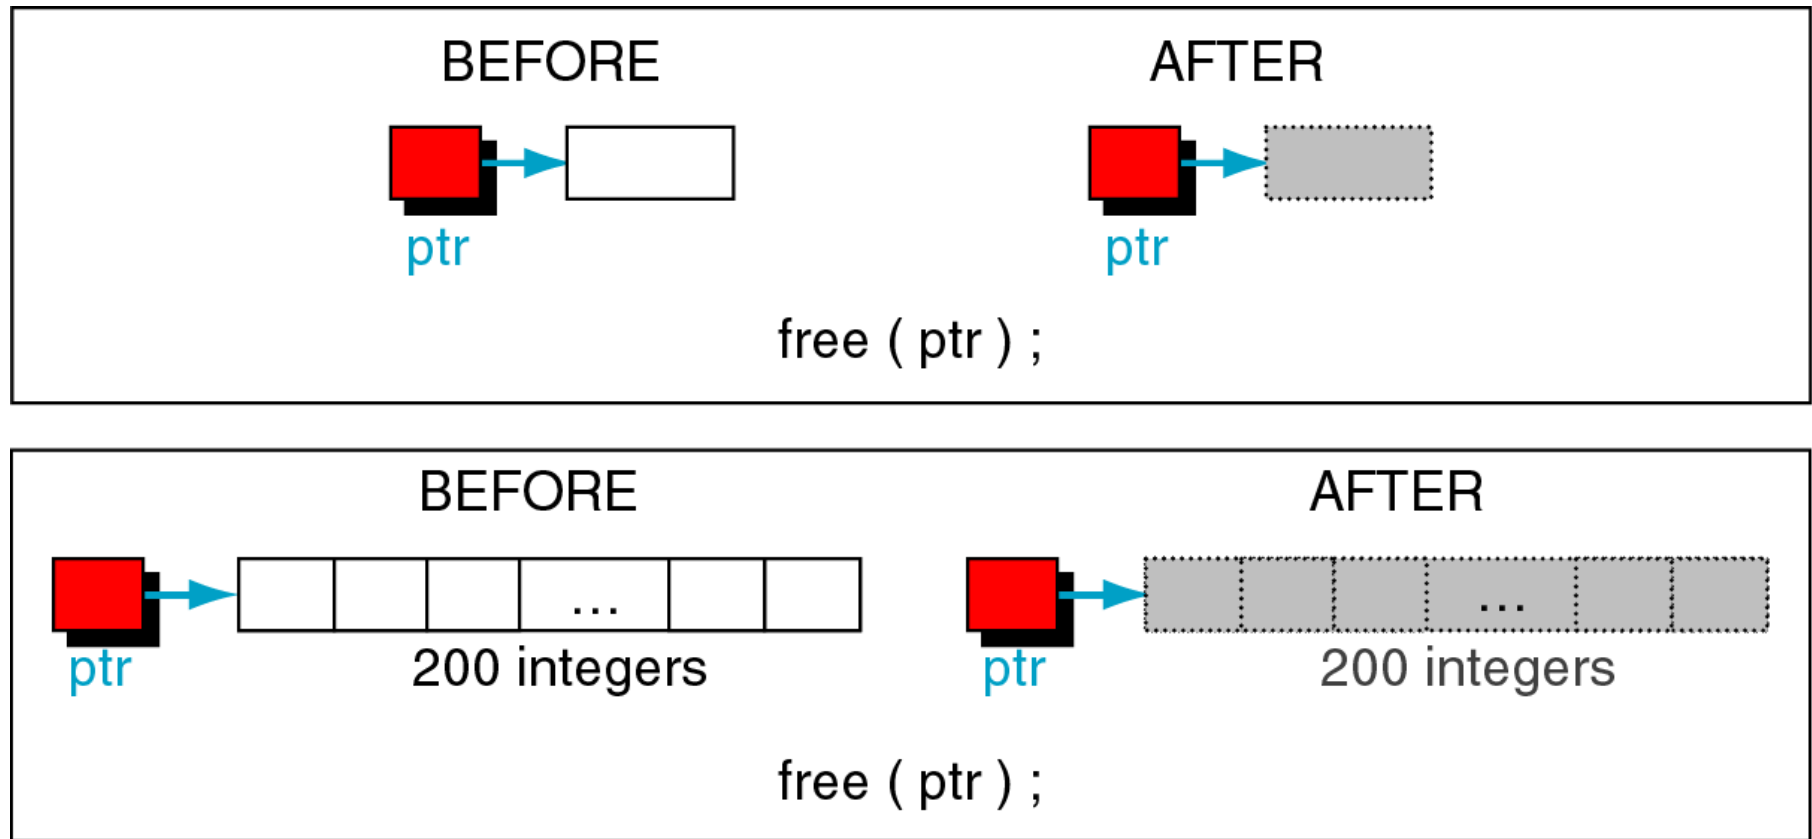 BEFORE AFTER
ptr ptr
free ( ptr ) ;
BEFORE AFTER
... ...
ptr 200 integers ptr 200 integers
free ( ptr ) ;